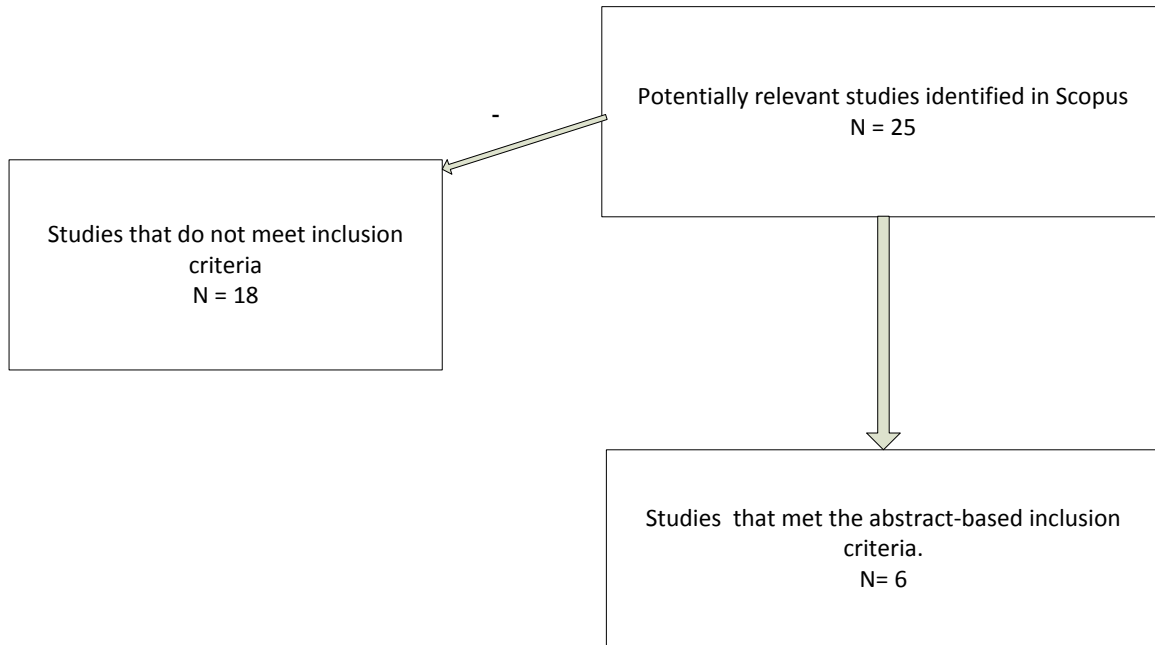 Potentially relevant studies identified in Scopus
N = 25
-
Studies that do not meet inclusion
criteria
N = 18
Studies  that met the abstract-based inclusion
criteria.
N= 6